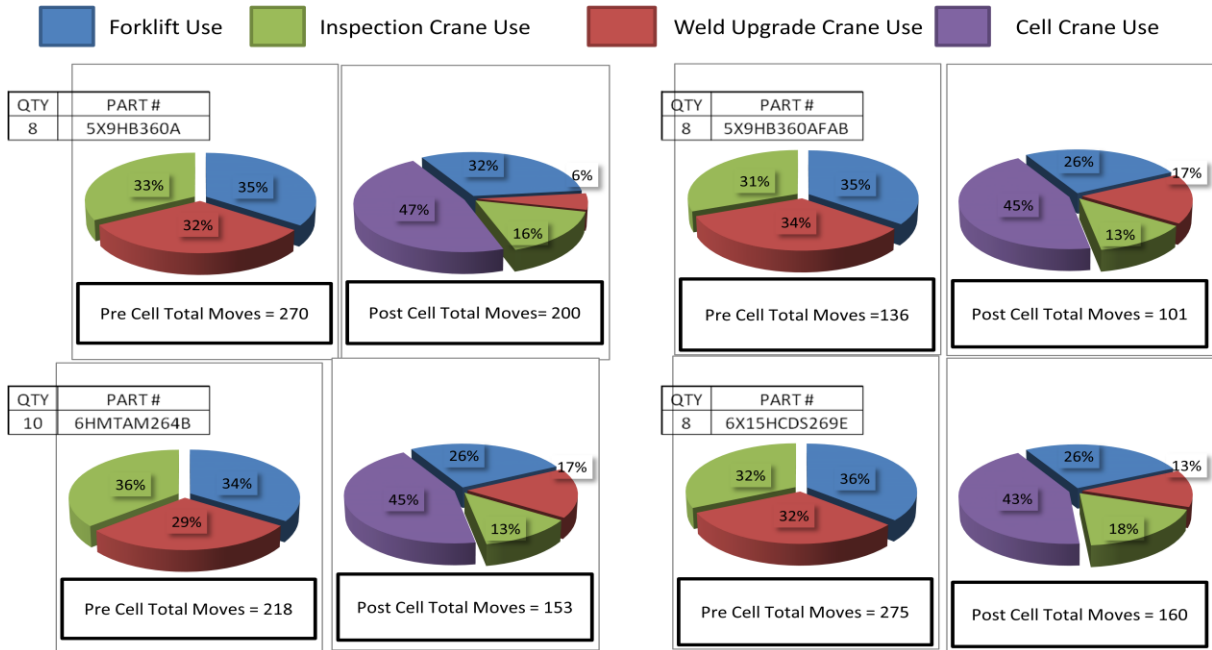 Forklift Use Inspection Crane Use Weld Upgrade Crane Use Cell Crane Use
QTY PART #
8 5X9HB360A
33% 35%
32%
Pre Cell Total Moves = 270
32% 6%
47%
16%
Post Cell Total Moves= 200
QTY PART #
8 5X9HB360AFAB
31% 35%
34%
Pre Cell Total Moves =136
26% 17%
45%
13%
Post Cell Total Moves = 101
QTY PART #
10 6HMTAM264B
36% 34%
29%
Pre Cell Total Moves = 218
26% 17%
45%
13%
Post Cell Total Moves = 153
QTY PART #
8 6X15HCDS269E
32% 36%
32%
Pre Cell Total Moves = 275
26% 13%
43%
18%
Post Cell Total Moves = 160